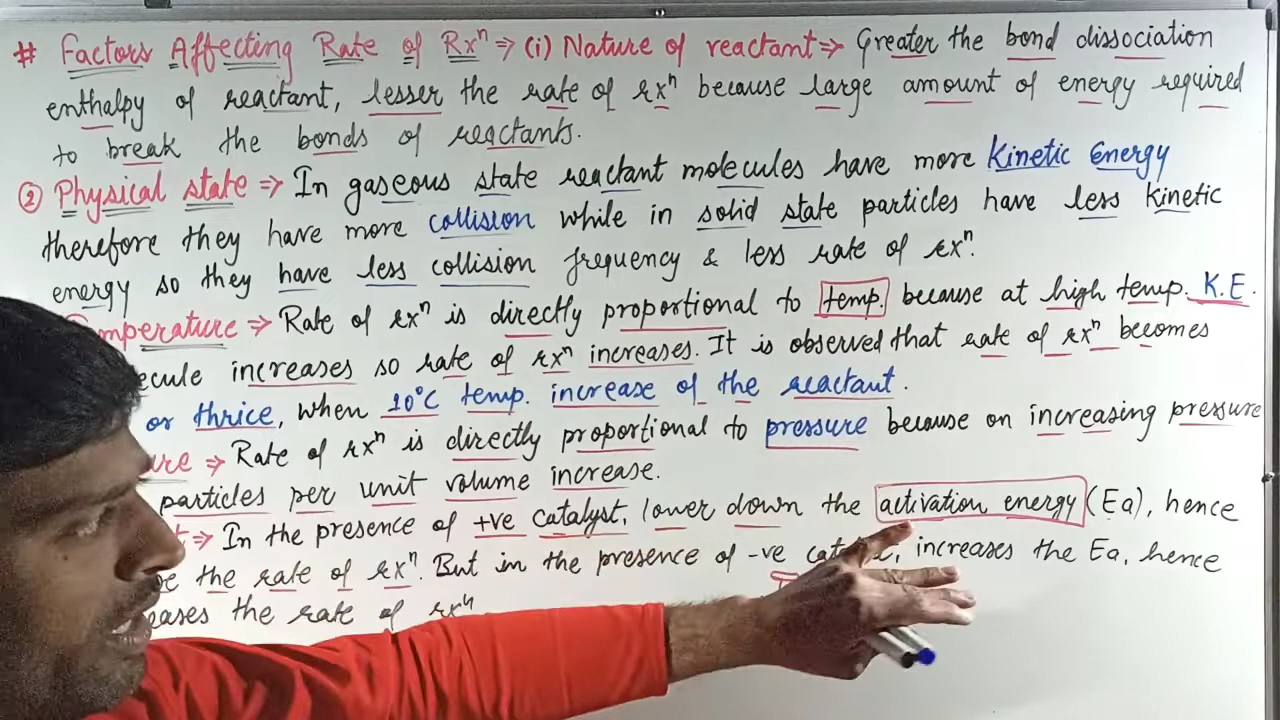 # Factors Affecting Rate of Rxⁿ ⇒ (i) Nature of reactant ⇒ Greater the bond dissociation
enthalpy of reactant, lesser the rate of rxⁿ because large amount of energy required
to break the bonds of reactants.
② Physical state ⇒ In gaseous state reactant molecules have more Kinetic Energy
therefore they have more collision while in solid state particles have less kinetic
energy so they have less collision frequency & less rate of rxⁿ.
mperature ⇒ Rate of rxⁿ is directly proportional to temp. because at high temp. K.E.
ecule increases so rate of rxⁿ increases. It is observed that rate of rxⁿ becomes
or thrice, when 10°C temp. increase of the reactant.
ure ⇒ Rate of rxⁿ is directly proportional to pressure because on increasing pressure
particles per unit volume increase.
t ⇒ In the presence of +ve catalyst, lower down the activation energy (Ea), hence
the rate of rxⁿ. But in the presence of -ve increases the Ea, hence
eases the rate of rxⁿ